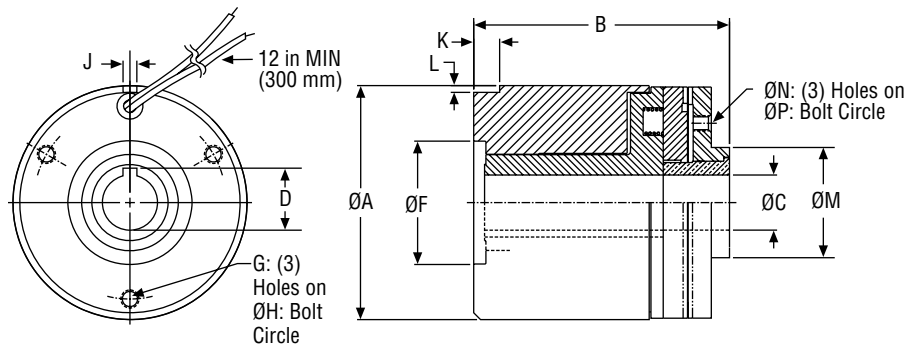 J
12 in MIN
(300 mm)
D
G: (3)
Holes on
ØH: Bolt
Circle
B
K
L
ØN: (3) Holes on
ØP: Bolt Circle
ØA
ØF
ØC
ØM